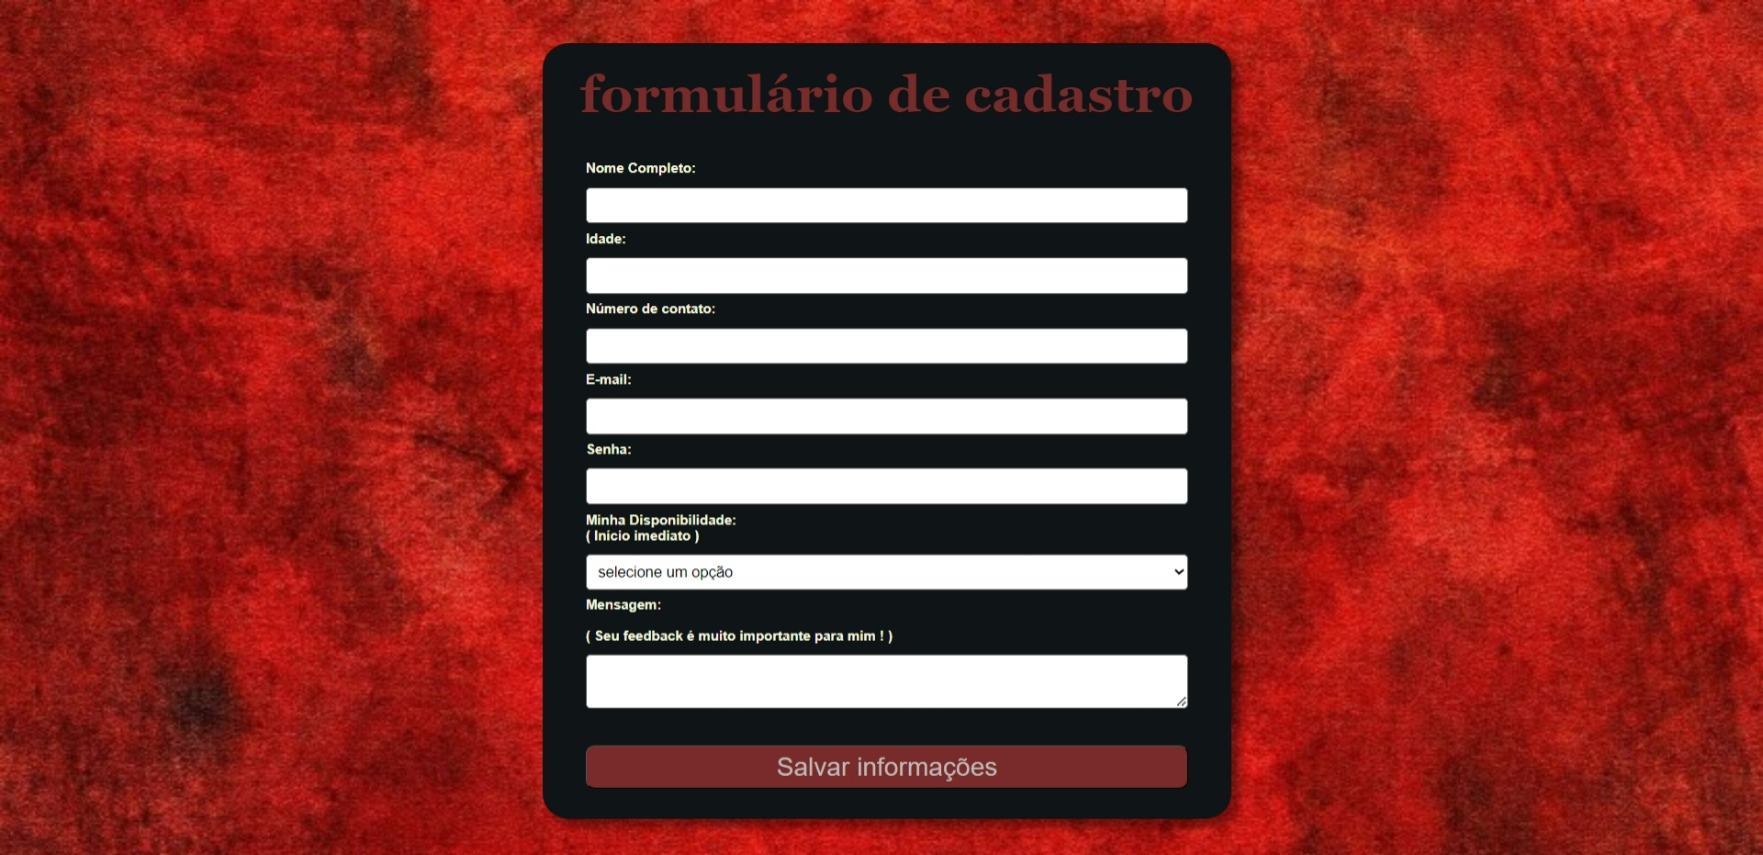 formulário de cadastro
Nome Completo:
Idade:
Número de contato:
E-mail:
Senha:
Minha Disponibilidade:
( Inicio imediato )
selecione um opção
Mensagem:
( Seu feedback é muito importante para mim ! )
Salvar informações